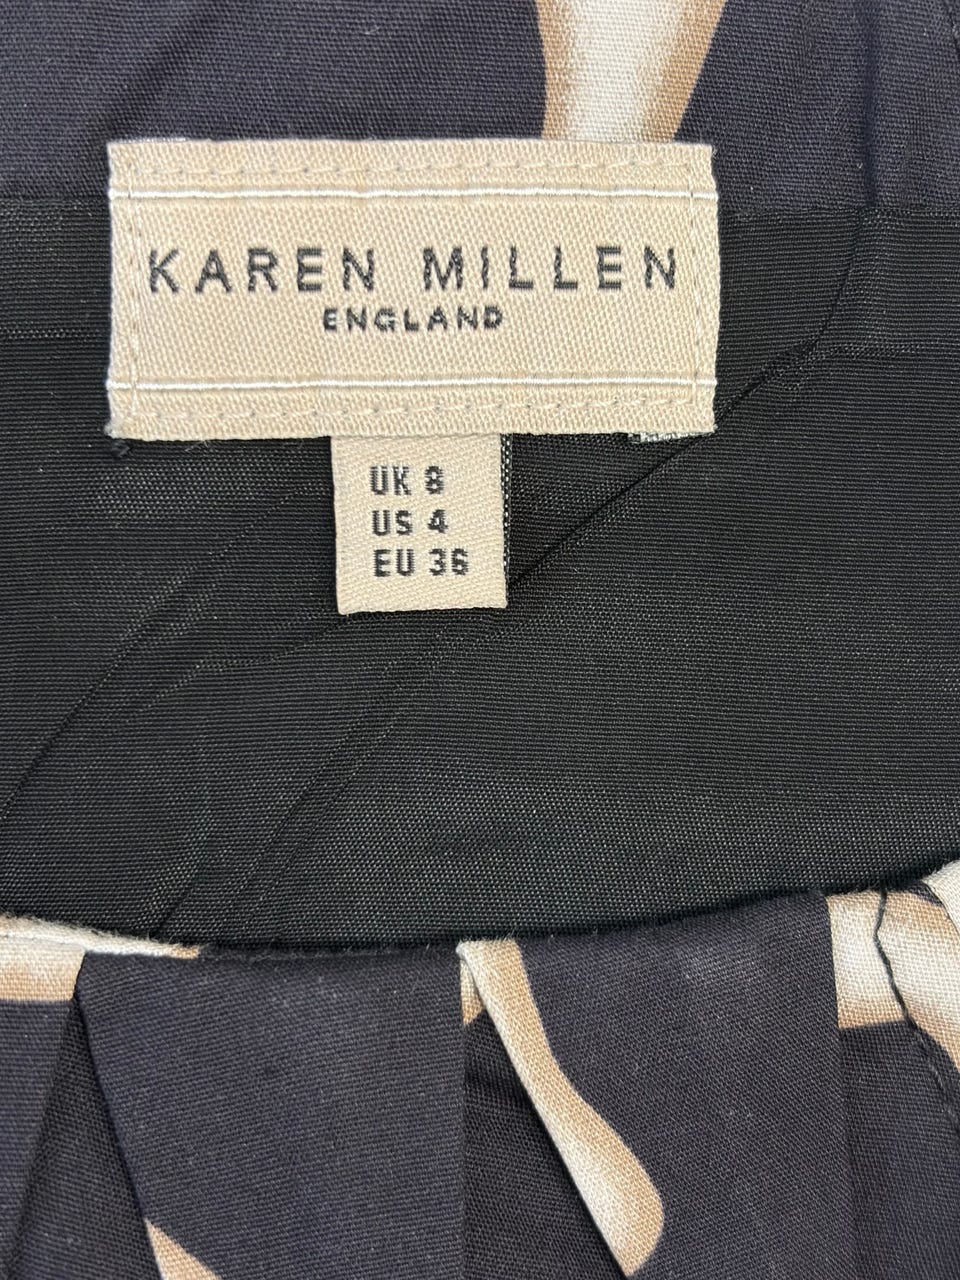 KAREN MILLEN
ENGLAND
UK 8
US 4
EU 36